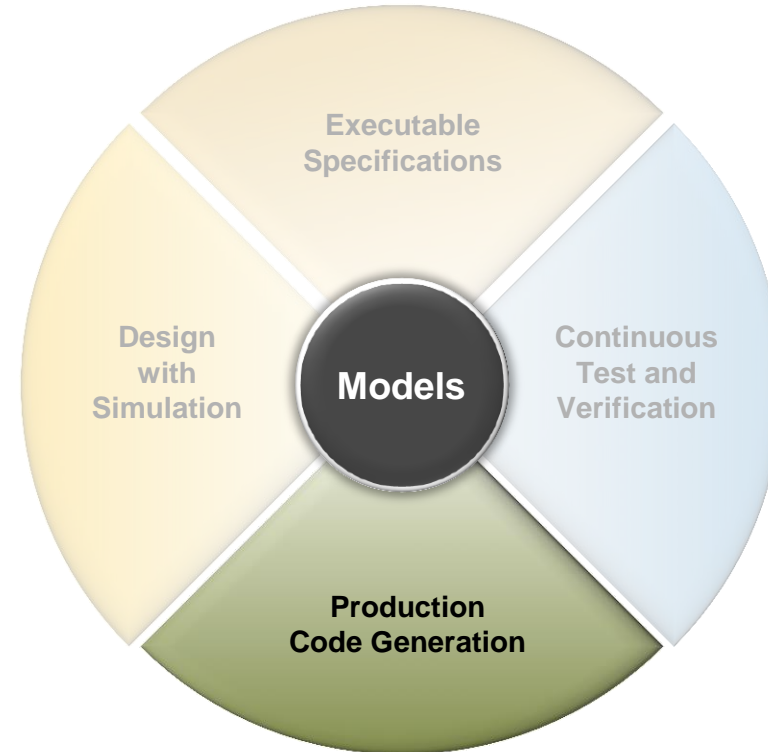 Executable
Specifications
Design
with
Simulation
Models
Continuous
Test and
Verification
Production
Code Generation